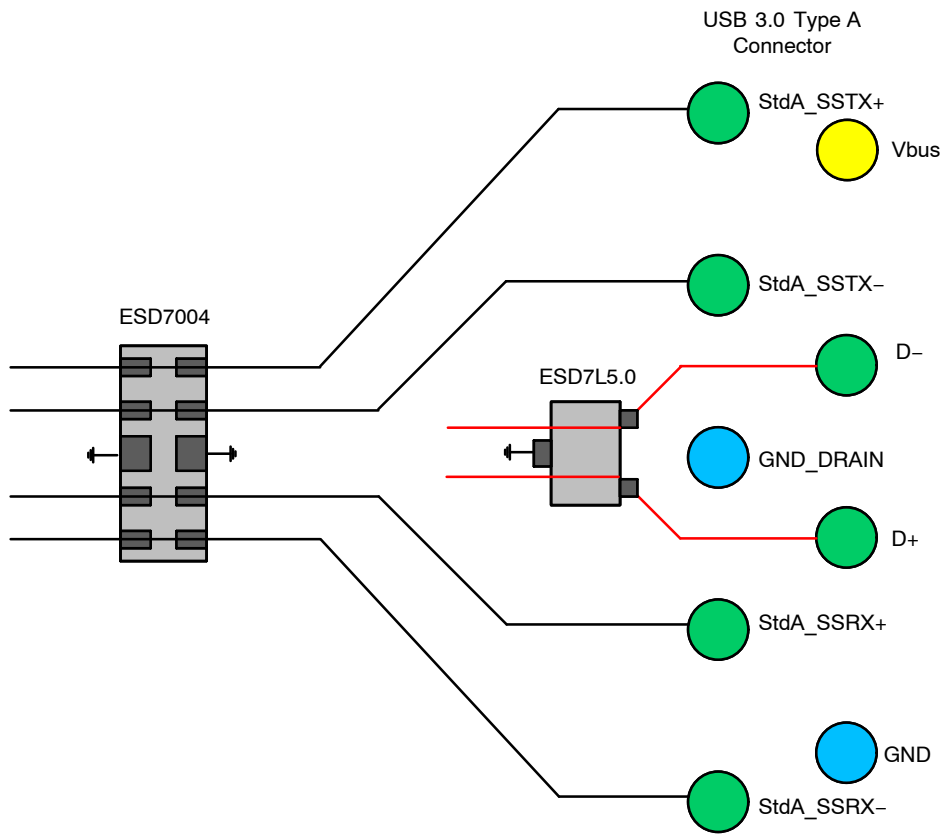 USB 3.0 Type A
Connector
StdA_SSTX+
Vbus
StdA_SSTX−
ESD7004
D−
ESD7L5.0
GND_DRAIN
D+
StdA_SSRX+
GND
StdA_SSRX−